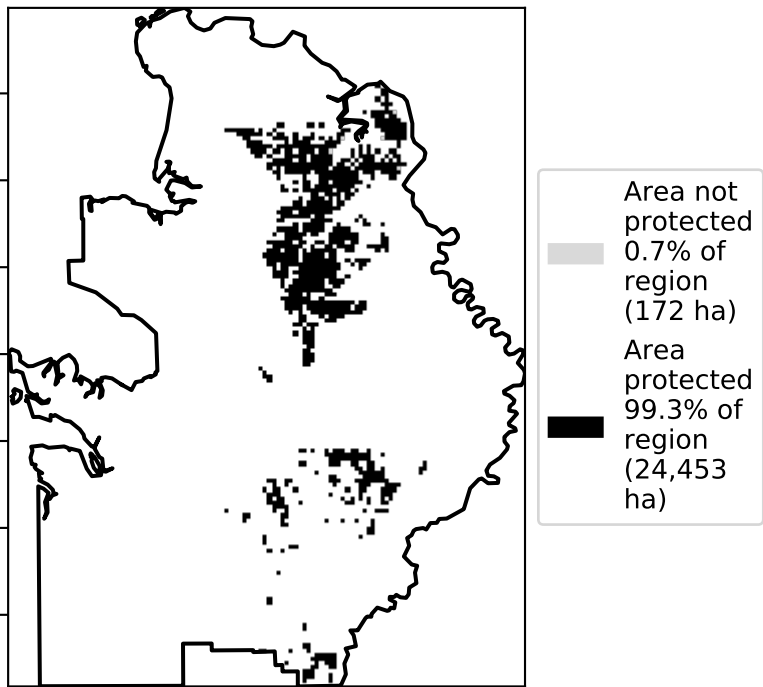 Area not
protected
0.7% of
region
(172 ha)
Area
protected
99.3% of
region
(24,453
ha)